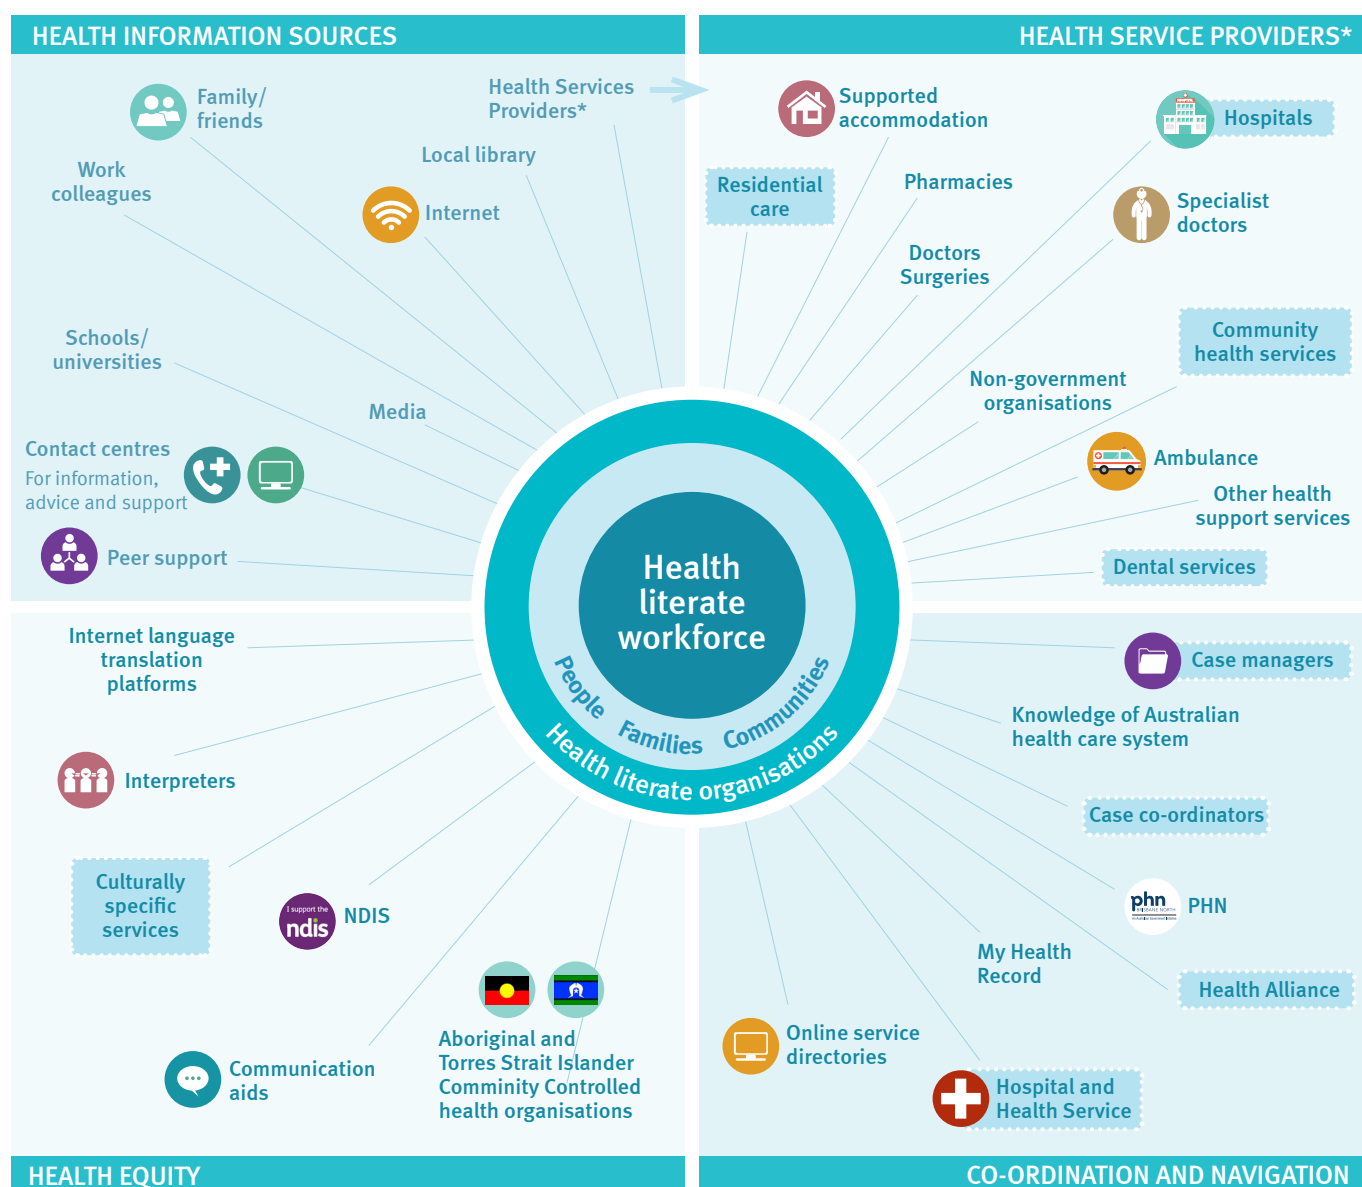 HEALTH INFORMATION SOURCES
Family/
friends
Health Services
Providers*
Work
colleagues
Local library
Internet
Schools/
universities
Media
Contact centres
For information,
advice and support
Peer support
HEALTH SERVICE PROVIDERS*
Supported
accommodation
Hospitals
Residential
care
Pharmacies
Specialist
doctors
Doctors
Surgeries
Community
health services
Non-government
organisations
Ambulance
Other health
support services
Dental services
Health
literate
workforce
People Families Communities
Health literate organisations
Internet language
translation
platforms
Interpreters
Culturally
specific
services
I support the
ndis
NDIS
Aboriginal and
Torres Strait Islander
Comminity Controlled
health organisations
Communication
aids
HEALTH EQUITY
Case managers
Knowledge of Australian
health care system
Case co-ordinators
phn
BRISBANE NORTH
PHN
My Health
Record
Health Alliance
Online service
directories
Hospital and
Health Service
CO-ORDINATION AND NAVIGATION